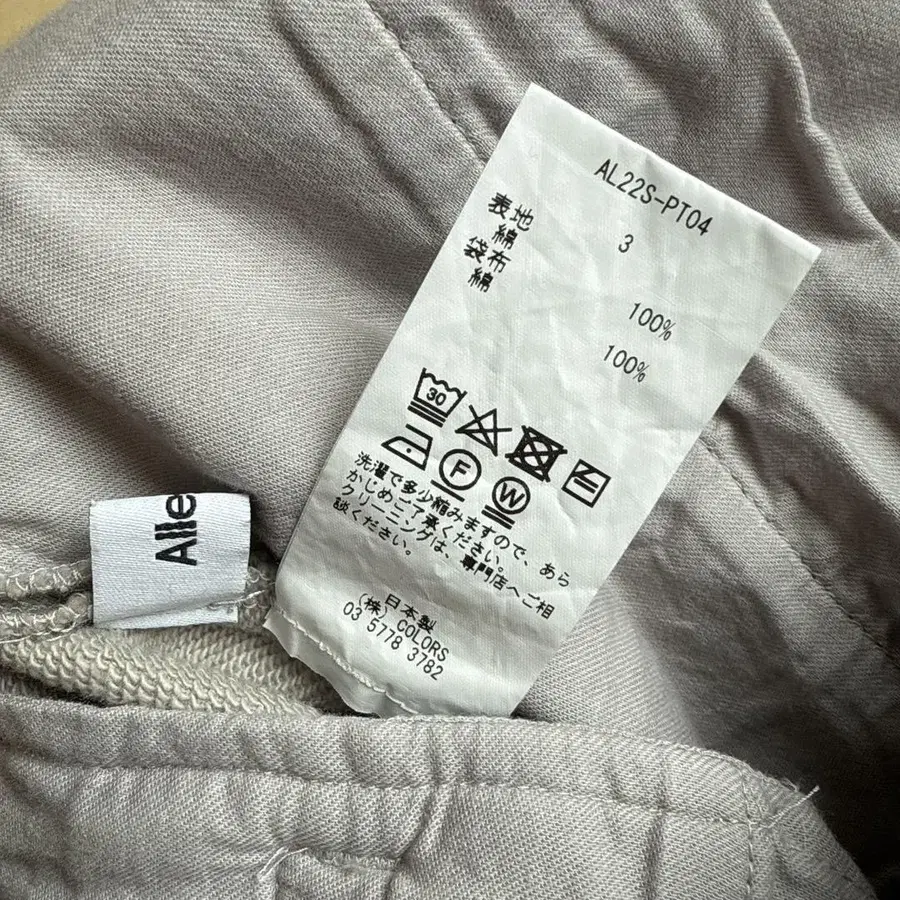 AL22S-PT04
3
表地
綿 100%
袋布
綿 100%
30
F
W
洗濯で多少縮みますので、あら
かじめご了承ください。
クリーニングは、専門店へご相
談ください。
日本製
(株) COLORS
03 5778 3782
Alle